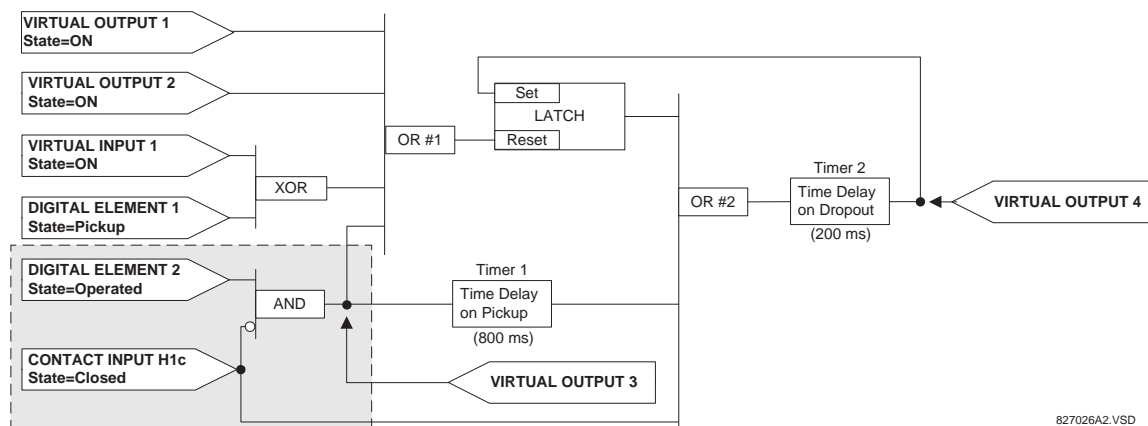 VIRTUAL OUTPUT 1
State=ON
VIRTUAL OUTPUT 2
State=ON
VIRTUAL INPUT 1
State=ON
DIGITAL ELEMENT 1
State=Pickup
DIGITAL ELEMENT 2
State=Operated
CONTACT INPUT H1c
State=Closed
XOR
AND
OR #1
Set
LATCH
Reset
Timer 1
Time Delay
on Pickup
(800 ms)
VIRTUAL OUTPUT 3
OR #2
Timer 2
Time Delay
on Dropout
(200 ms)
VIRTUAL OUTPUT 4
827026A2.VSD